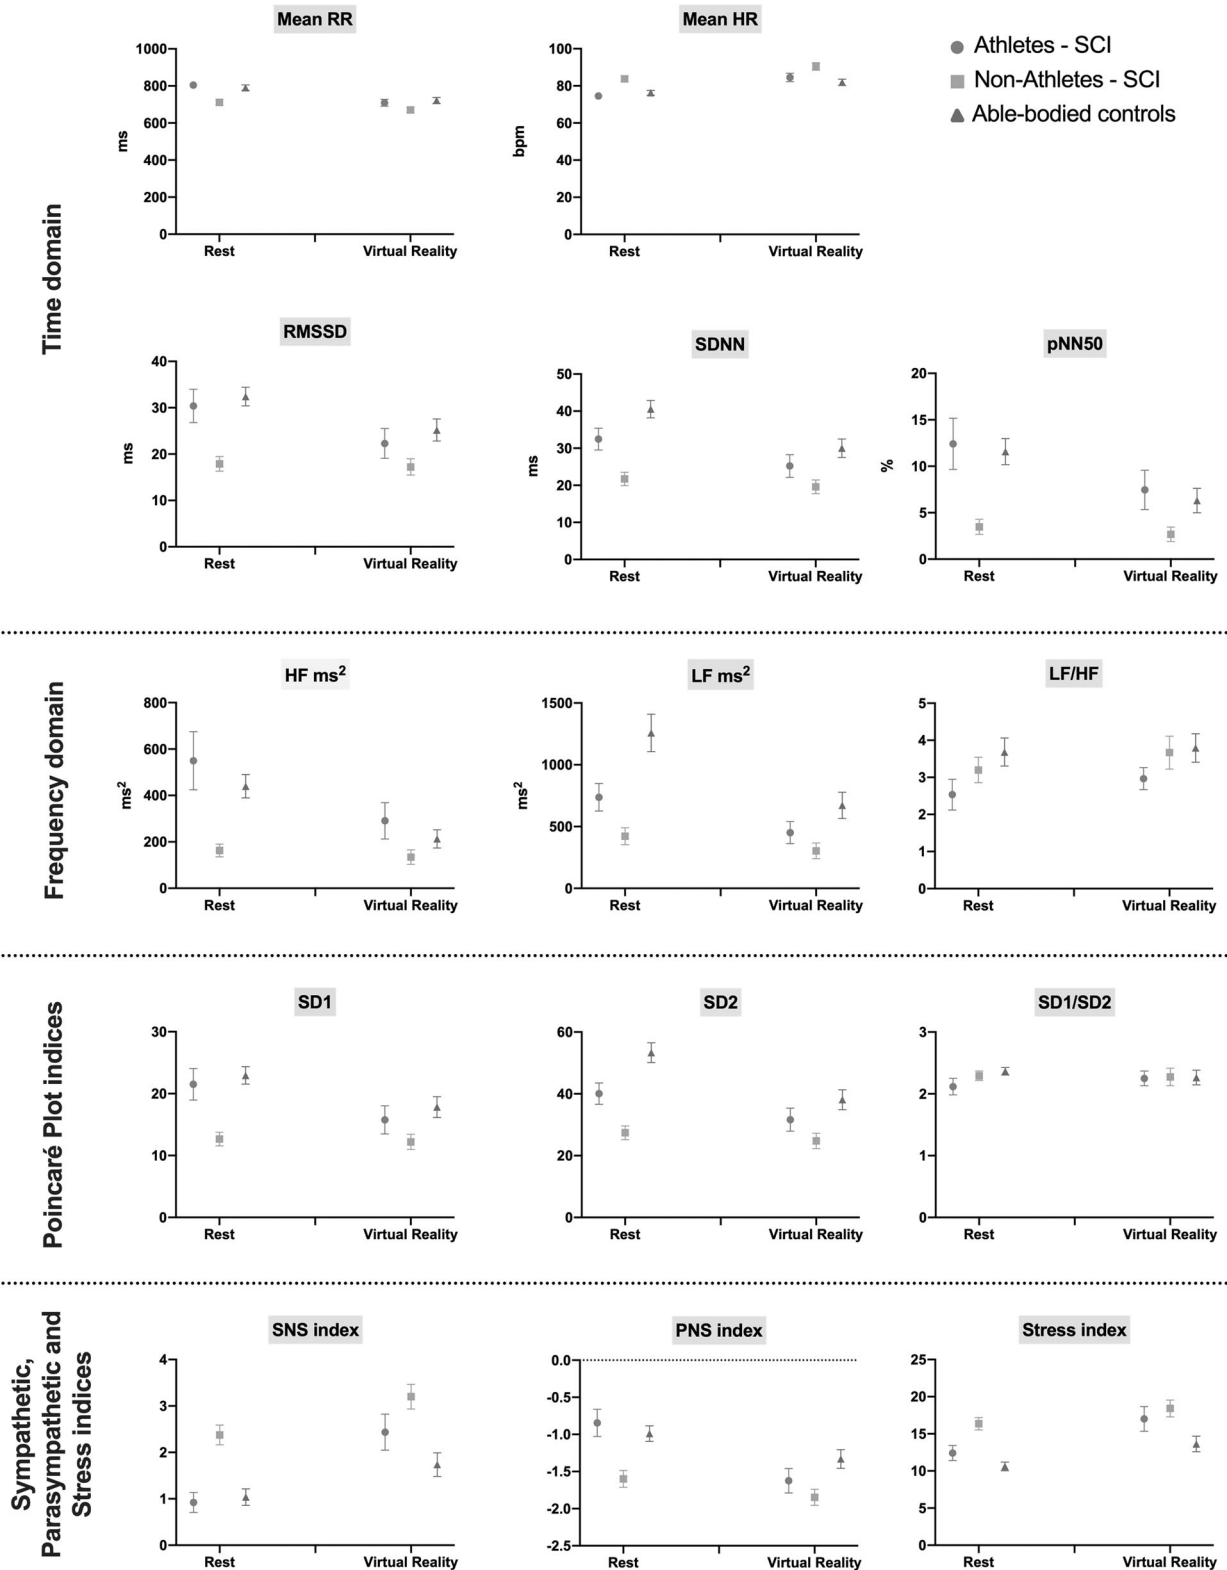 Mean RR
1000
800
600
400
200
0
ms
Rest
Virtual Reality
Mean HR
100
80
60
40
20
0
bpm
Rest
Virtual Reality
Athletes - SCI
Non-Athletes - SCI
Able-bodied controls
Time domain
RMSSD
40
30
20
10
0
ms
Rest
Virtual Reality
SDNN
50
40
30
20
10
0
ms
Rest
Virtual Reality
pNN50
20
15
10
5
0
%
Rest
Virtual Reality
Frequency domain
HF ms²
800
600
400
200
0
ms²
Rest
Virtual Reality
LF ms²
1500
1000
500
0
ms²
Rest
Virtual Reality
LF/HF
5
4
3
2
1
0
Rest
Virtual Reality
Poincaré Plot indices
SD1
30
20
10
0
Rest
Virtual Reality
SD2
60
40
20
0
Rest
Virtual Reality
SD1/SD2
3
2
1
0
Rest
Virtual Reality
Sympathetic,
Parasympathetic and
Stress indices
SNS index
4
3
2
1
0
Rest
Virtual Reality
PNS index
0.0
-0.5
-1.0
-1.5
-2.0
-2.5
Rest
Virtual Reality
Stress index
25
20
15
10
5
0
Rest
Virtual Reality